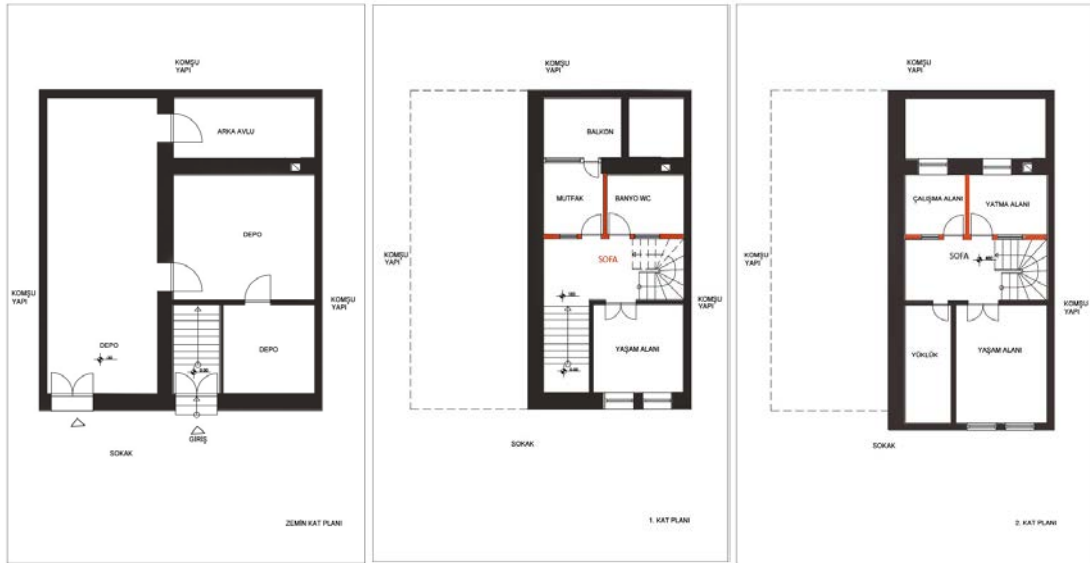 KOMŞU
YAPI
ARKA AVLU
DEPO
KOMŞU
YAPI
KOMŞU
YAPI
DEPO
DEPO
GİRİŞ
SOKAK
ZEMİN KAT PLANI
KOMŞU
YAPI
BALKON
MUTFAK
BANYO WC
KOMŞU
YAPI
SOFA
KOMŞU
YAPI
YAŞAM ALANI
SOKAK
1. KAT PLANI
KOMŞU
YAPI
ÇALIŞMA ALANI
YATMA ALANI
SOFA
KOMŞU
YAPI
KOMŞU
YAPI
YÜKLÜK
YAŞAM ALANI
SOKAK
2. KAT PLANI